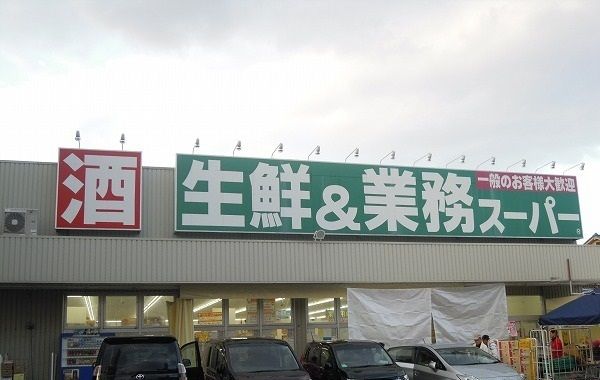 酒
生鮮&業務スーパー®
一般のお客様大歓迎